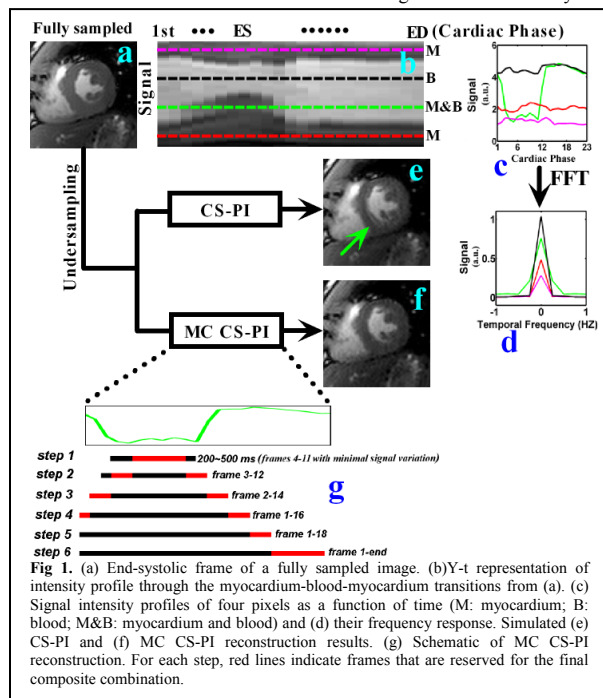 Fully sampled
1st ••• ES •••••• ED (Cardiac Phase)
a
b
Signal
M
B
M&B
M
Signal
(a.u.)
6
4
2
0
1 6 12 18 23
Cardiac Phase
c
FFT
Undersampling
CS-PI
e
MC CS-PI
f
Signal
(a.u.)
1
0.5
0
-1 0 1
Temporal Frequency (HZ)
d
step 1 200~500 ms (frames 4-11 with minimal signal variation)
step 2 frame 3-12
step 3 frame 2-14
step 4 frame 1-16
step 5 frame 1-18
step 6 frame 1-end
g
Fig 1. (a) End-systolic frame of a fully sampled image. (b)Y-t representation of
intensity profile through the myocardium-blood-myocardium transitions from (a). (c)
Signal intensity profiles of four pixels as a function of time (M: myocardium; B:
blood; M&B: myocardium and blood) and (d) their frequency response. Simulated (e)
CS-PI and (f) MC CS-PI reconstruction results. (g) Schematic of MC CS-PI
reconstruction. For each step, red lines indicate frames that are reserved for the final
composite combination.